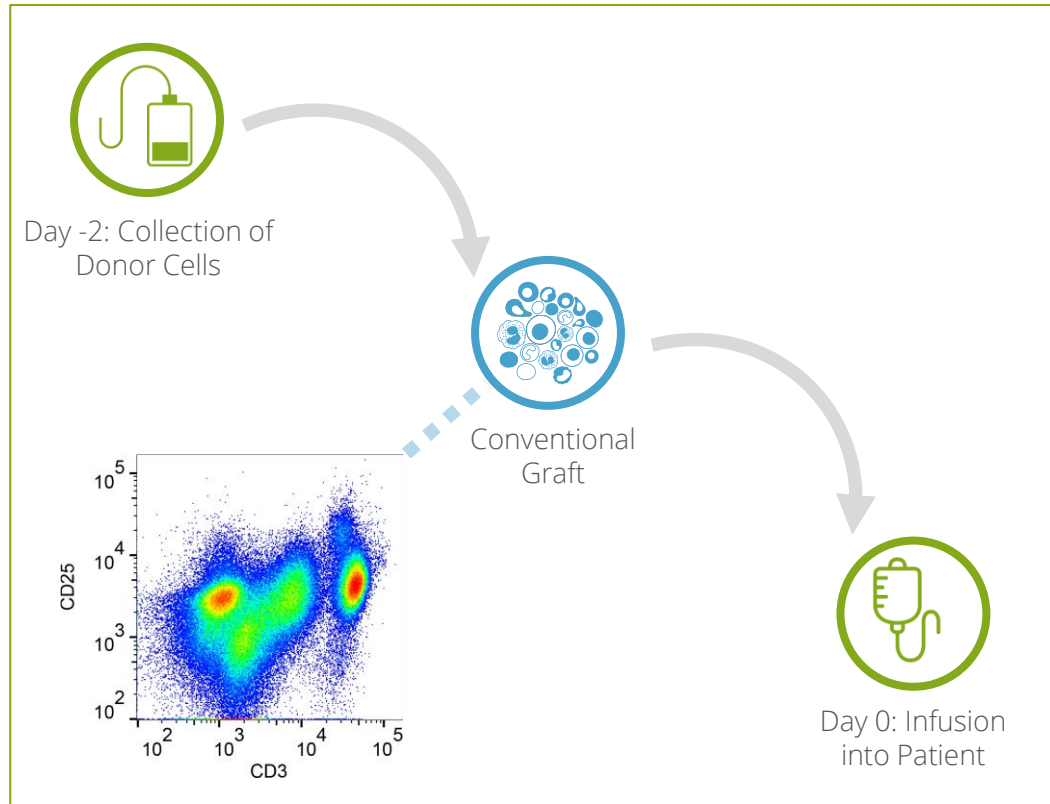 Day -2: Collection of
Donor Cells
Conventional
Graft
10^5
10^4
10^3
10^2
CD25
10^2
10^3
10^4
10^5
CD3
Day 0: Infusion
into Patient